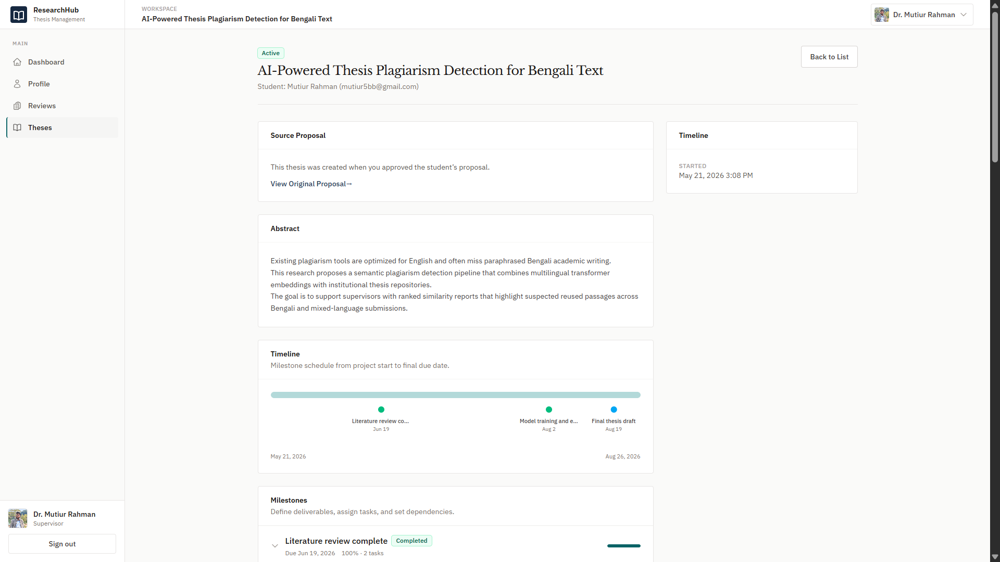 ResearchHub
Thesis Management
WORKSPACE
AI-Powered Thesis Plagiarism Detection for Bengali Text
Dr. Mutiur Rahman
MAIN
Dashboard
Profile
Reviews
Theses
Active
AI-Powered Thesis Plagiarism Detection for Bengali Text
Student: Mutiur Rahman (mutiur5bb@gmail.com)
Back to List
Source Proposal
This thesis was created when you approved the student’s proposal.
View Original Proposal→
Timeline
STARTED
May 21, 2026 3:08 PM
Abstract
Existing plagiarism tools are optimized for English and often miss paraphrased Bengali academic writing.
This research proposes a semantic plagiarism detection pipeline that combines multilingual transformer
embeddings with institutional thesis repositories.
The goal is to support supervisors with ranked similarity reports that highlight suspected reused passages across
Bengali and mixed-language submissions.
Timeline
Milestone schedule from project start to final due date.
Literature review co...
Jun 19
Model training and e...
Aug 2
Final thesis draft
Aug 19
May 21, 2026
Aug 26, 2026
Milestones
Define deliverables, assign tasks, and set dependencies.
Literature review complete
Completed
Due Jun 19, 2026 100% · 2 tasks
Dr. Mutiur Rahman
Supervisor
Sign out